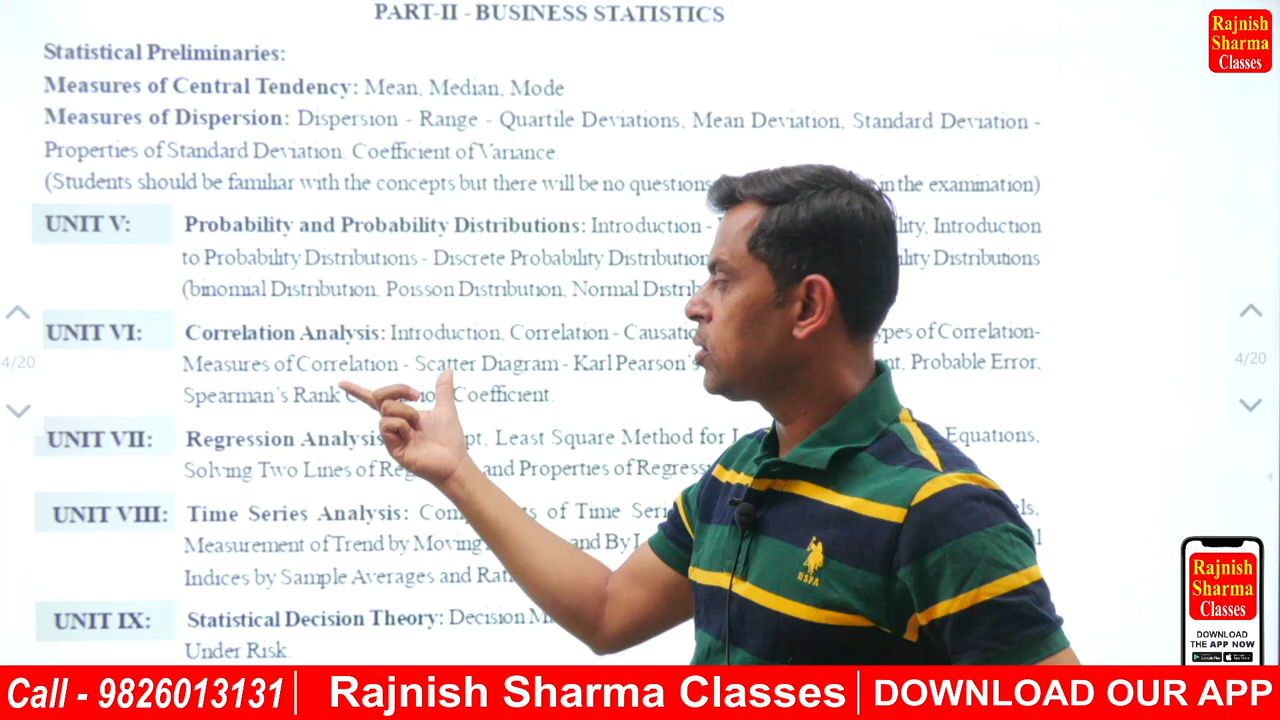 PART-II - BUSINESS STATISTICS
Statistical Preliminaries:
Measures of Central Tendency: Mean, Median, Mode
Measures of Dispersion: Dispersion - Range - Quartile Deviations, Mean Deviation, Standard Deviation -
Properties of Standard Deviation. Coefficient of Variance.
(Students should be familiar with the concepts but there will be no questions in the examination)
UNIT V: Probability and Probability Distributions: Introduction - Introduction
to Probability Distributions - Discrete Probability Distributions
(binomial Distribution, Poisson Distribution, Normal
UNIT VI: Correlation Analysis: Introduction, Correlation - of Correlation-
Measures of Correlation - Scatter Diagram - Karl Pearson's Probable Error,
Spearman's Rank Coefficient.
UNIT VII: Regression Analysis Least Square Method for Equations,
Solving Two Lines of and Properties of
UNIT VIII: Time Series Analysis: of Time
Measurement of Trend by Moving and By
Indices by Sample Averages and
UNIT IX: Statistical Decision Theory: Decision
Under Risk.
4/20
4/20
Rajnish
Sharma
Classes
USPA
Rajnish
Sharma
Classes
DOWNLOAD
THE APP NOW
Call - 9826013131 | Rajnish Sharma Classes | DOWNLOAD OUR APP